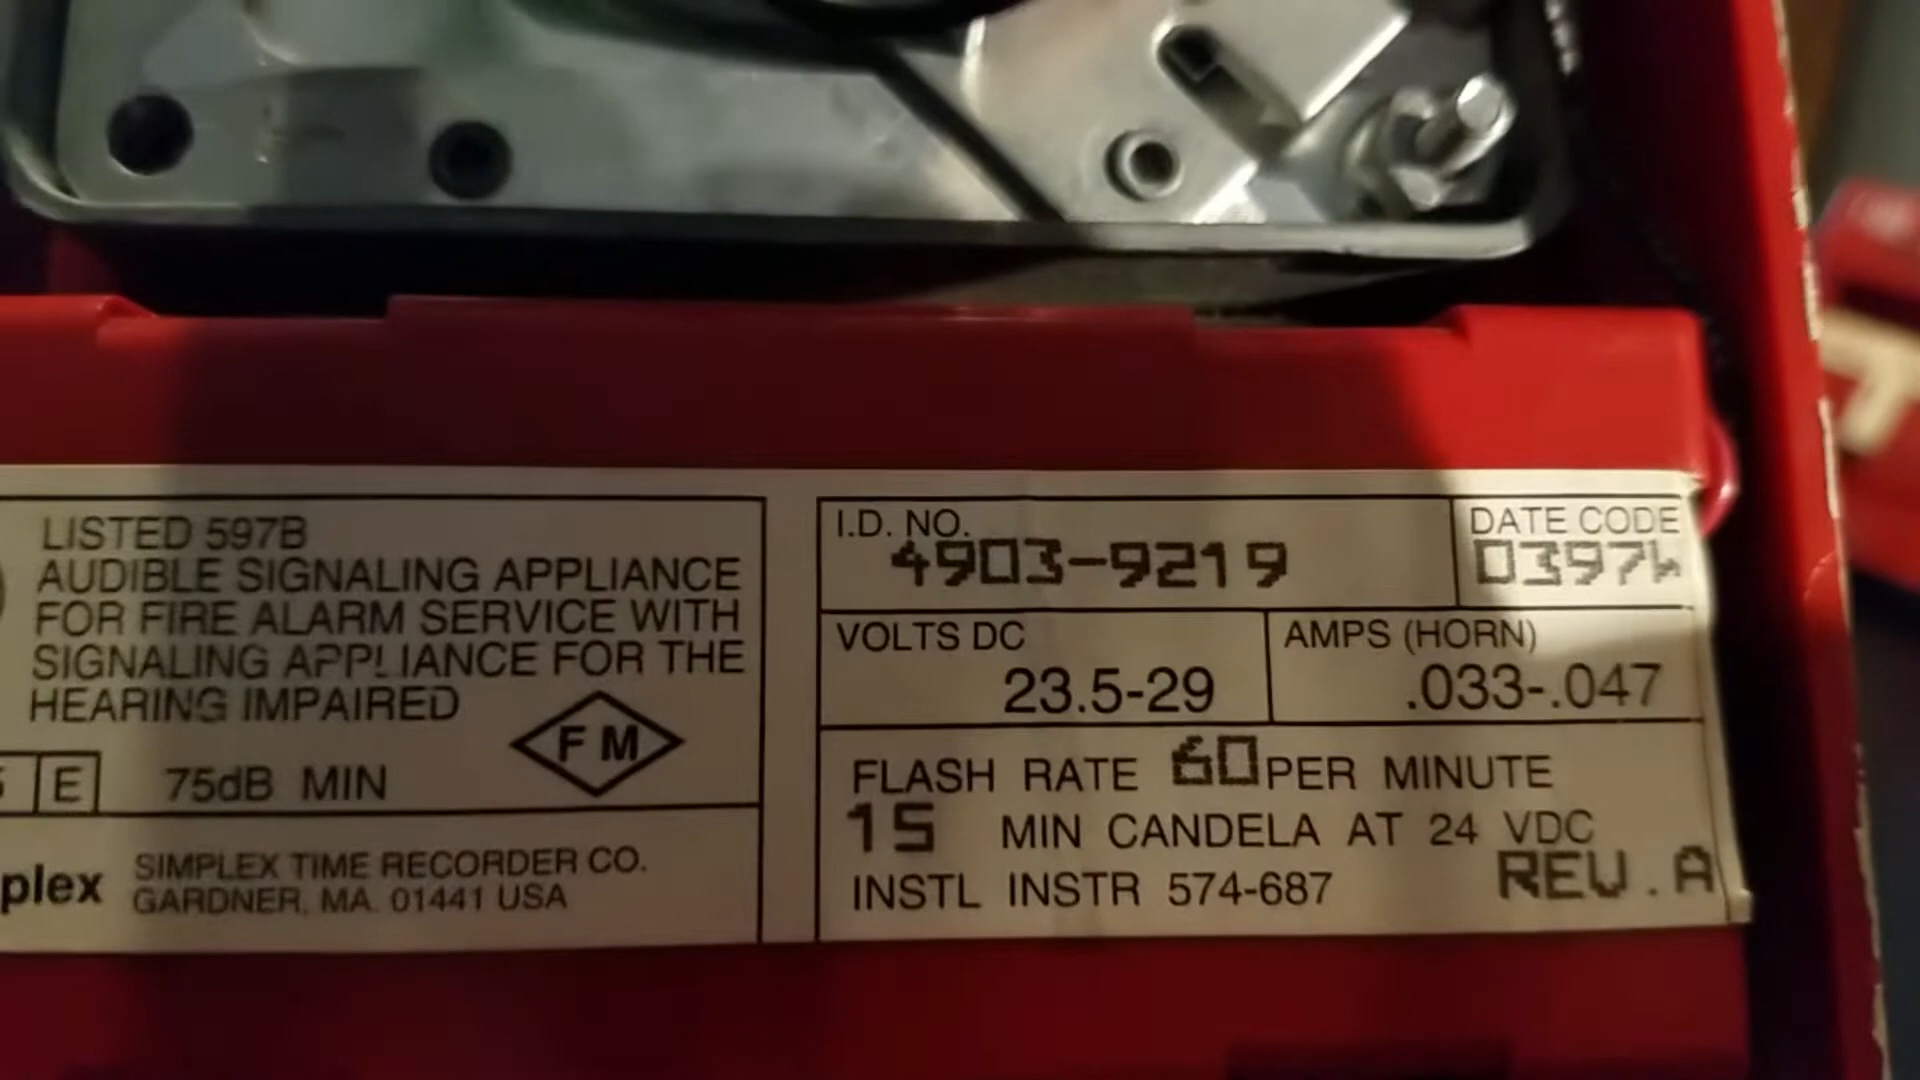 LISTED 597B
AUDIBLE SIGNALING APPLIANCE
FOR FIRE ALARM SERVICE WITH
SIGNALING APPLIANCE FOR THE
HEARING IMPAIRED
FM
E 75dB MIN
plex
SIMPLEX TIME RECORDER CO.
GARDNER, MA. 01441 USA
I.D. NO.
4903-9219
DATE CODE
0397W
VOLTS DC
23.5-29
AMPS (HORN)
.033-.047
FLASH RATE 60 PER MINUTE
15 MIN CANDELA AT 24 VDC
INSTL INSTR 574-687
REV.A